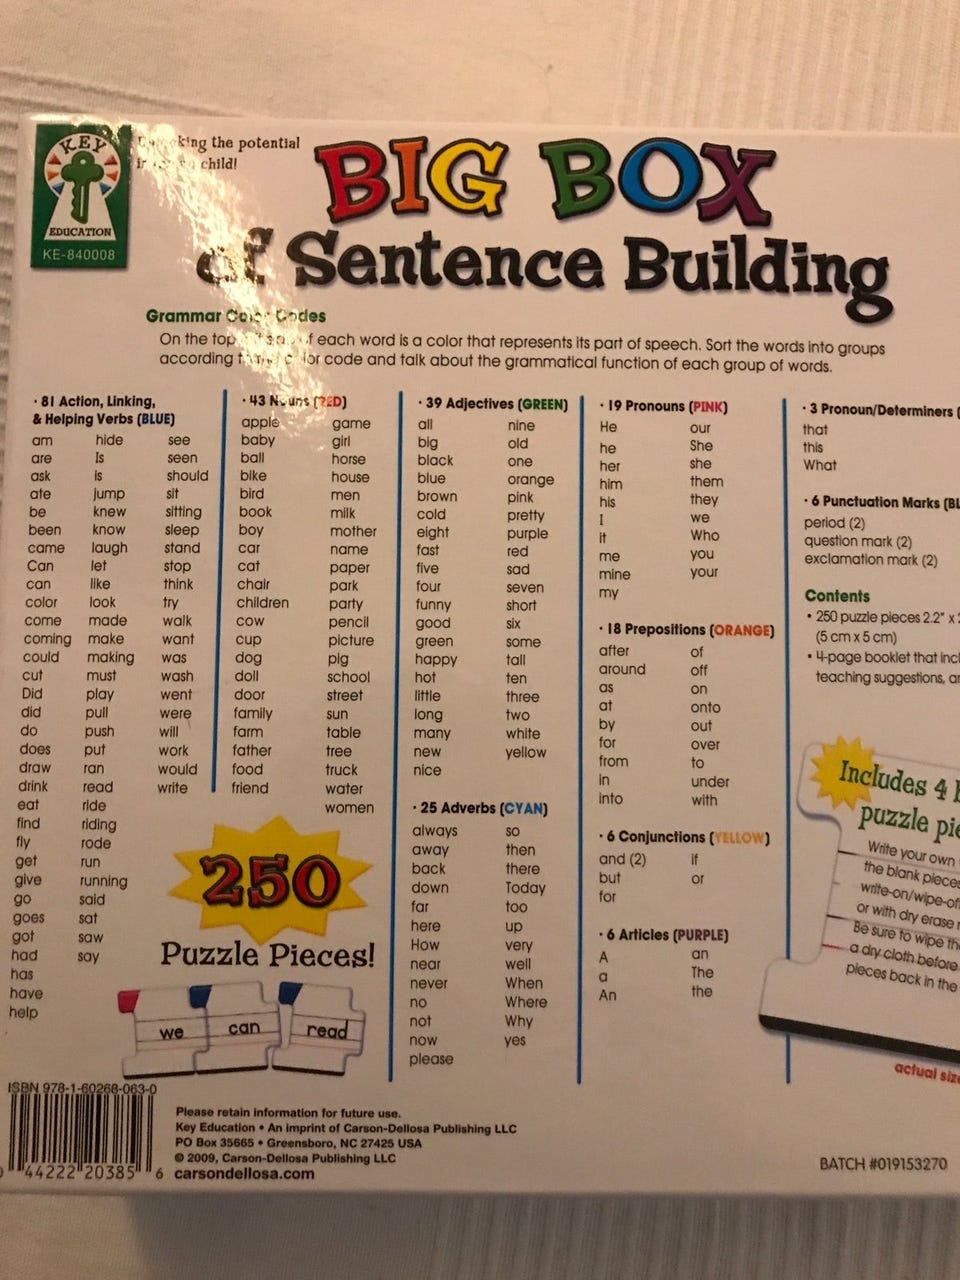 KEY
EDUCATION
KE-840008
king the potential
child!
BIG BOX
of Sentence Building
Grammar Color Codes
On the top of each word is a color that represents its part of speech. Sort the words into groups
according color code and talk about the grammatical function of each group of words.
· 81 Action, Linking,
& Helping Verbs (BLUE)
am
are
ask
ate
be
been
came
Can
can
color
come
coming
could
cut
Did
did
do
does
draw
drink
eat
find
fly
get
give
go
goes
got
had
has
have
help
hide
Is
is
jump
knew
know
laugh
let
like
look
made
make
making
must
play
pull
push
put
ran
read
ride
riding
rode
run
running
said
sat
saw
say
see
seen
should
sit
sitting
sleep
stand
stop
think
try
walk
want
was
wash
went
were
will
work
would
write
· 43 Nouns (RED)
apple
baby
ball
bike
bird
book
boy
car
cat
chair
children
cow
cup
dog
doll
door
family
farm
father
food
friend
game
girl
horse
house
men
milk
mother
name
paper
park
party
pencil
picture
pig
school
street
sun
table
tree
truck
water
women
250
Puzzle Pieces!
we can read
· 39 Adjectives (GREEN)
all
big
black
blue
brown
cold
eight
fast
five
four
funny
good
green
happy
hot
little
long
many
new
nice
nine
old
one
orange
pink
pretty
purple
red
sad
seven
short
six
some
tall
ten
three
two
white
yellow
· 25 Adverbs (CYAN)
always
away
back
down
far
here
How
near
never
no
not
now
please
so
then
there
Today
too
up
very
well
When
Where
Why
yes
· 19 Pronouns (PINK)
He
he
her
him
his
I
it
me
mine
my
our
She
she
them
they
we
Who
you
your
· 18 Prepositions (ORANGE)
after
around
as
at
by
for
from
in
into
of
off
on
onto
out
over
to
under
with
· 6 Conjunctions (YELLOW)
and (2)
but
for
if
or
· 6 Articles (PURPLE)
A
a
An
an
The
the
· 3 Pronoun/Determiners (
that
this
What
· 6 Punctuation Marks (BL
period (2)
question mark (2)
exclamation mark (2)
Contents
• 250 puzzle pieces 2.2" x
(5 cm x 5 cm)
• 4-page booklet that incl
teaching suggestions, an
Includes 4 b
puzzle pie
Write your own
the blank pieces
write-on/wipe-off
or with dry erase
Be sure to wipe th
a dry cloth before
pieces back in the
actual size
ISBN 978-1-60268-063-0
0 44222 20385 6
Please retain information for future use.
Key Education • An imprint of Carson-Dellosa Publishing LLC
PO Box 35665 • Greensboro, NC 27425 USA
© 2009, Carson-Dellosa Publishing LLC
carsondellosa.com
BATCH #019153270